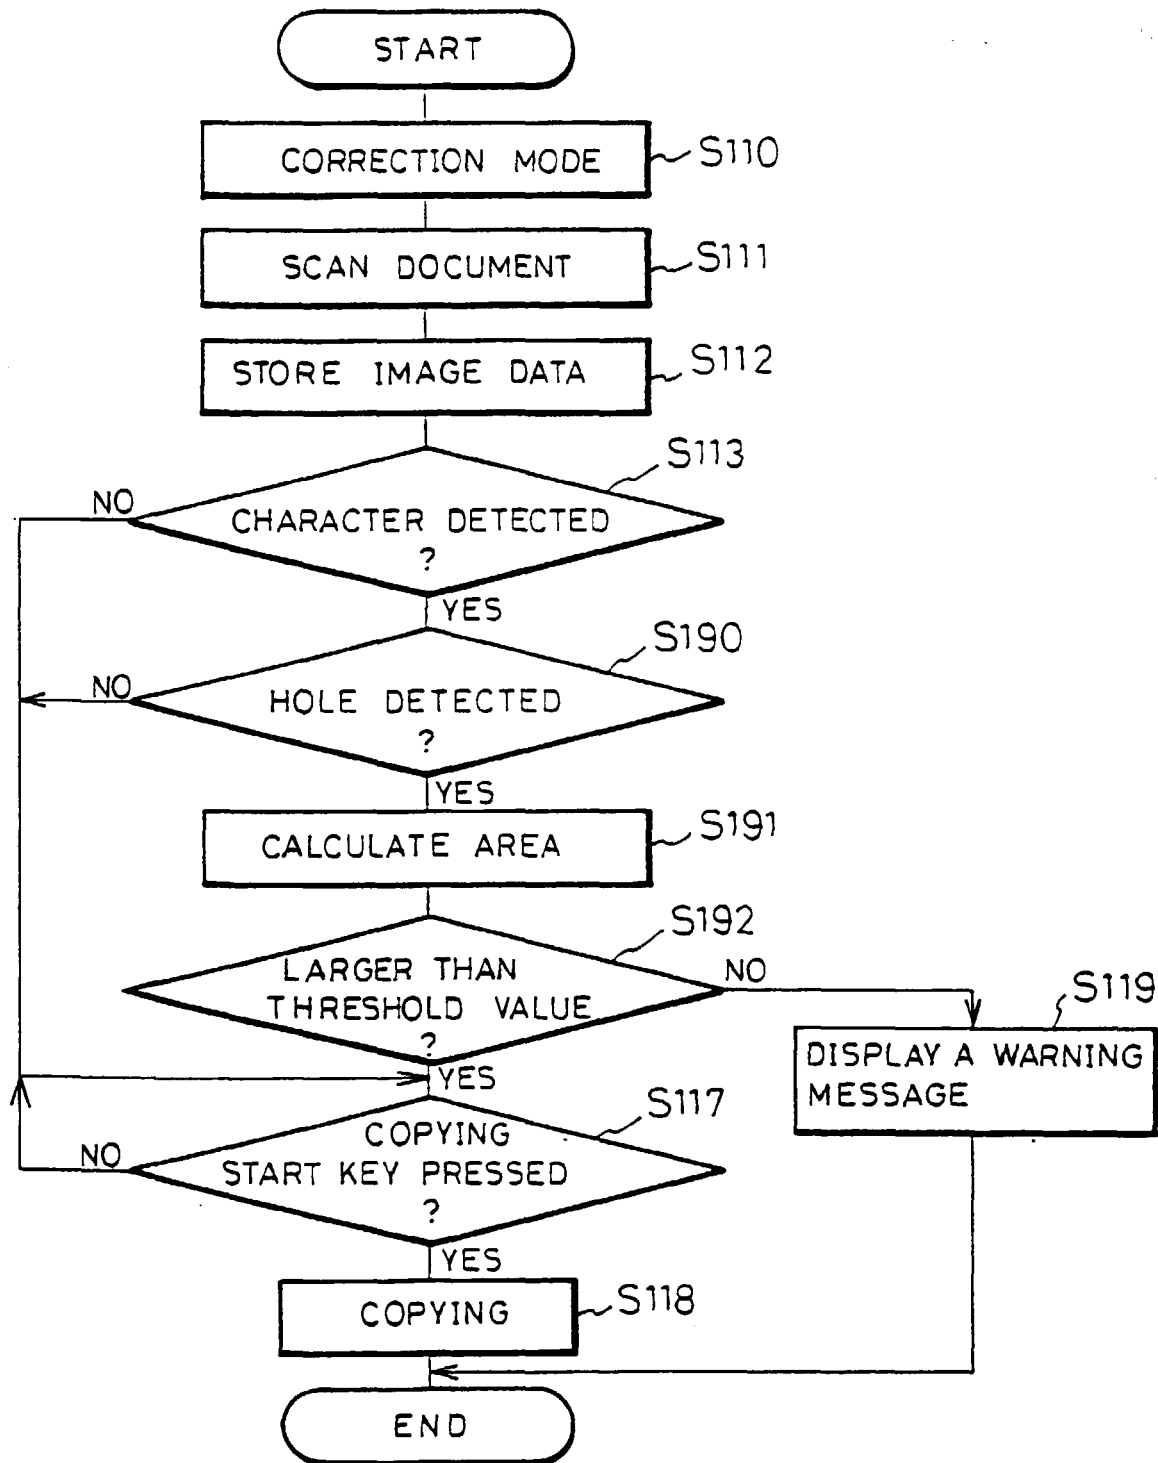 START
CORRECTION MODE
S110
SCAN DOCUMENT
S111
STORE IMAGE DATA
S112
S113
NO
CHARACTER DETECTED
?
YES
S190
NO
HOLE DETECTED
?
YES
CALCULATE AREA
S191
S192
LARGER THAN
THRESHOLD VALUE
?
NO
S119
DISPLAY A WARNING
MESSAGE
YES
S117
COPYING
START KEY PRESSED
?
NO
YES
COPYING
S118
END